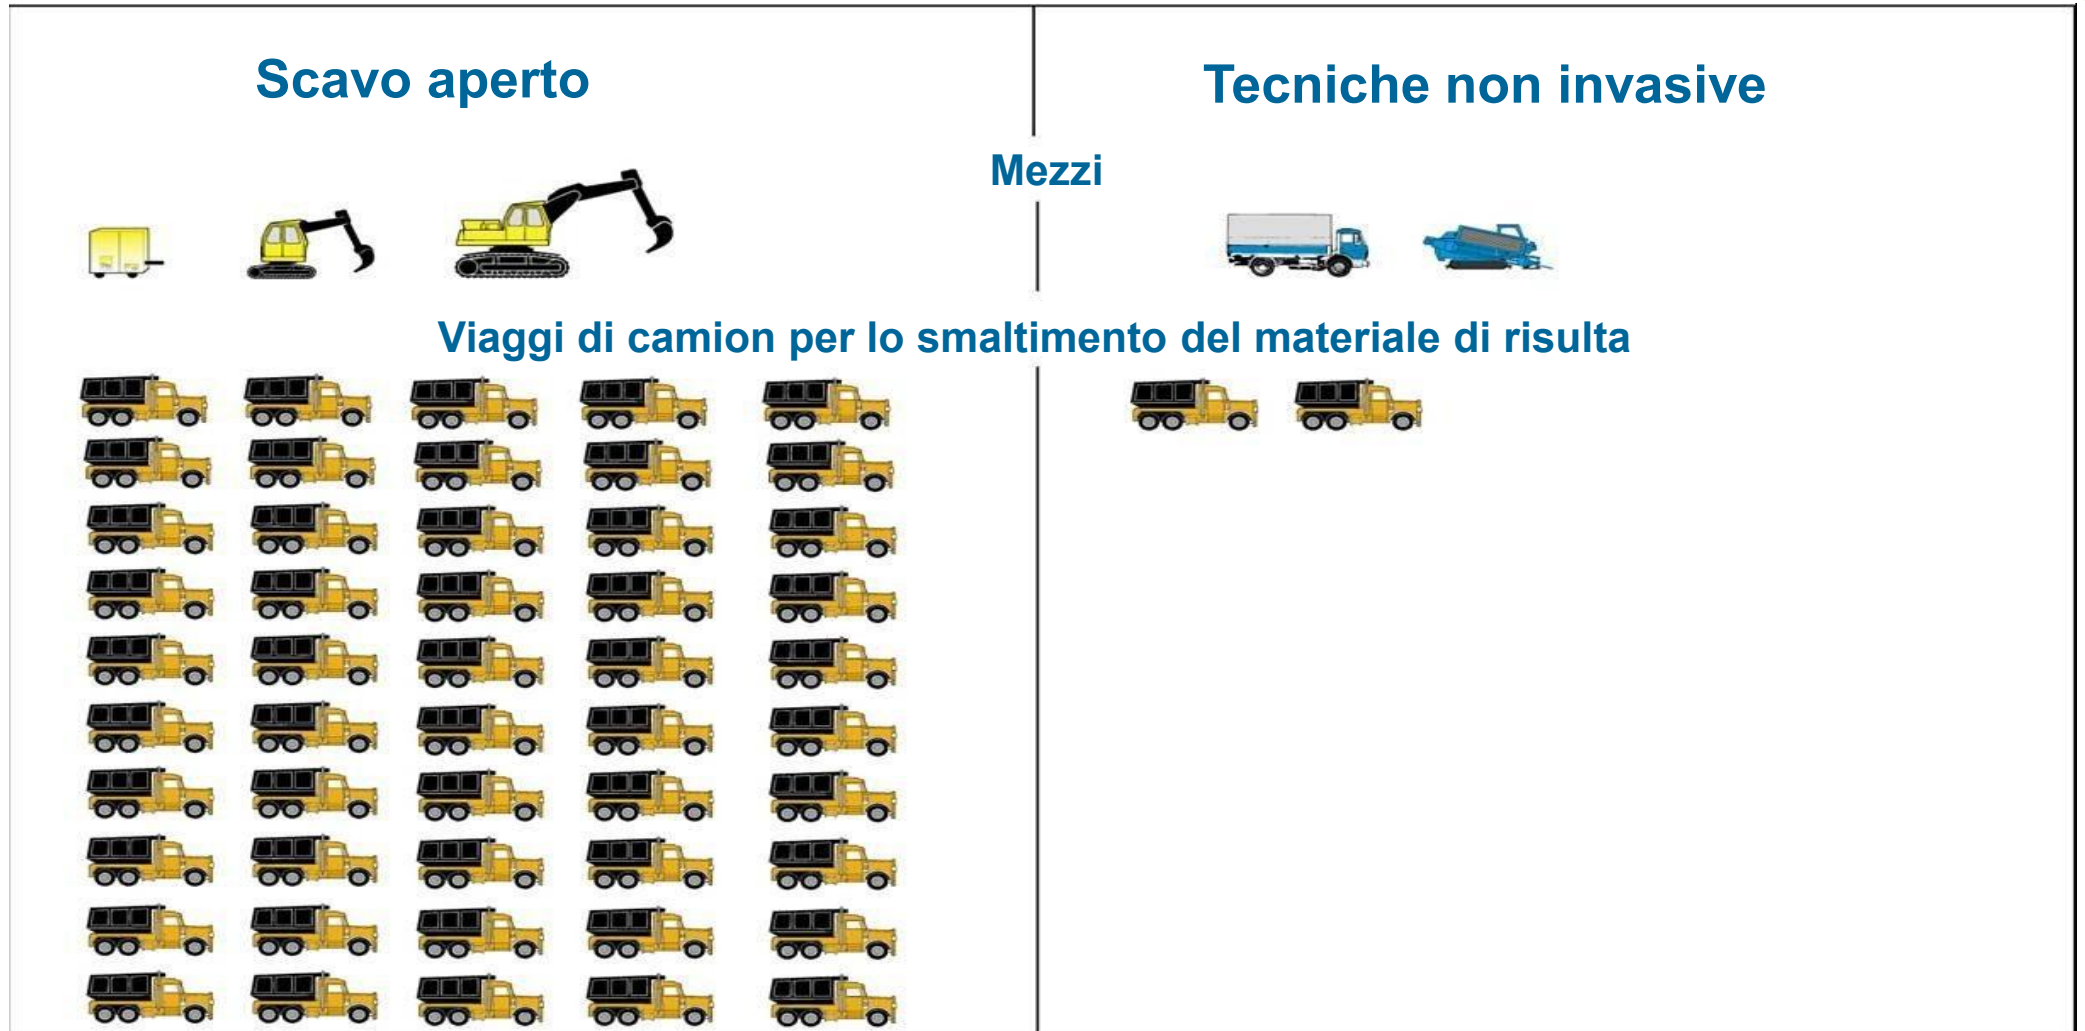 Scavo aperto
Tecniche non invasive
Mezzi
Viaggi di camion per lo smaltimento del materiale di risulta